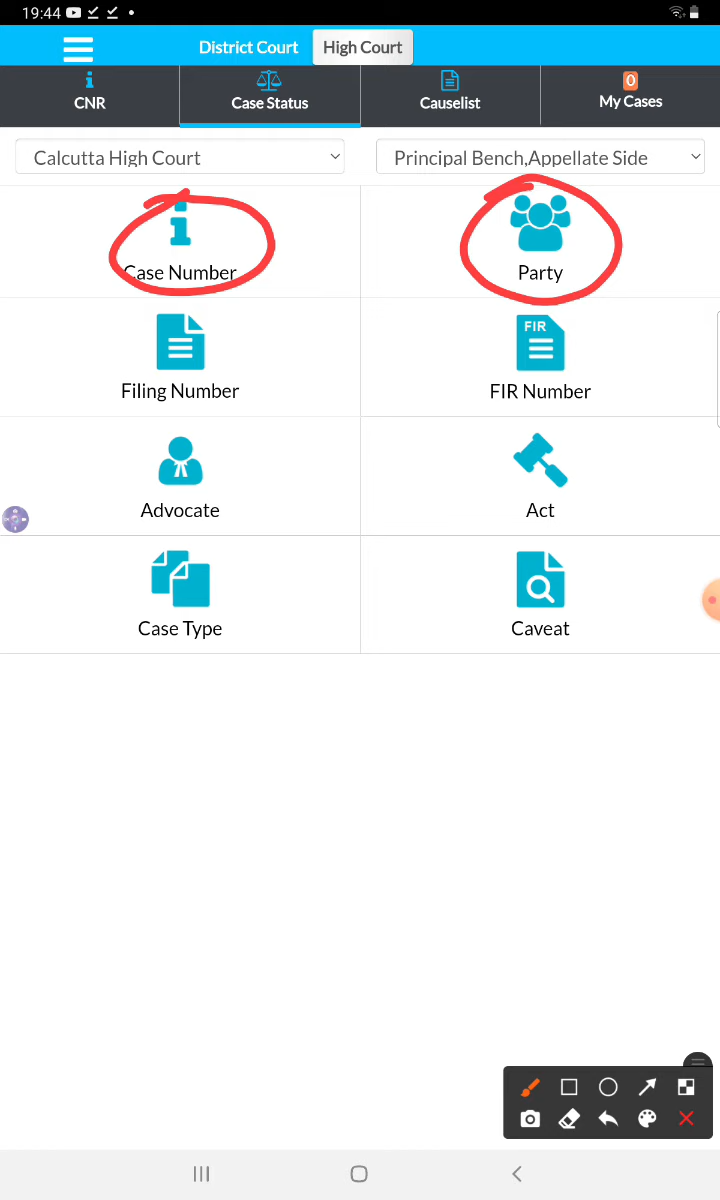 19:44
District Court High Court
CNR Case Status Causelist 0 My Cases
Calcutta High Court Principal Bench,Appellate Side
Case Number Party
FIR
Filing Number FIR Number
Advocate Act
Case Type Caveat